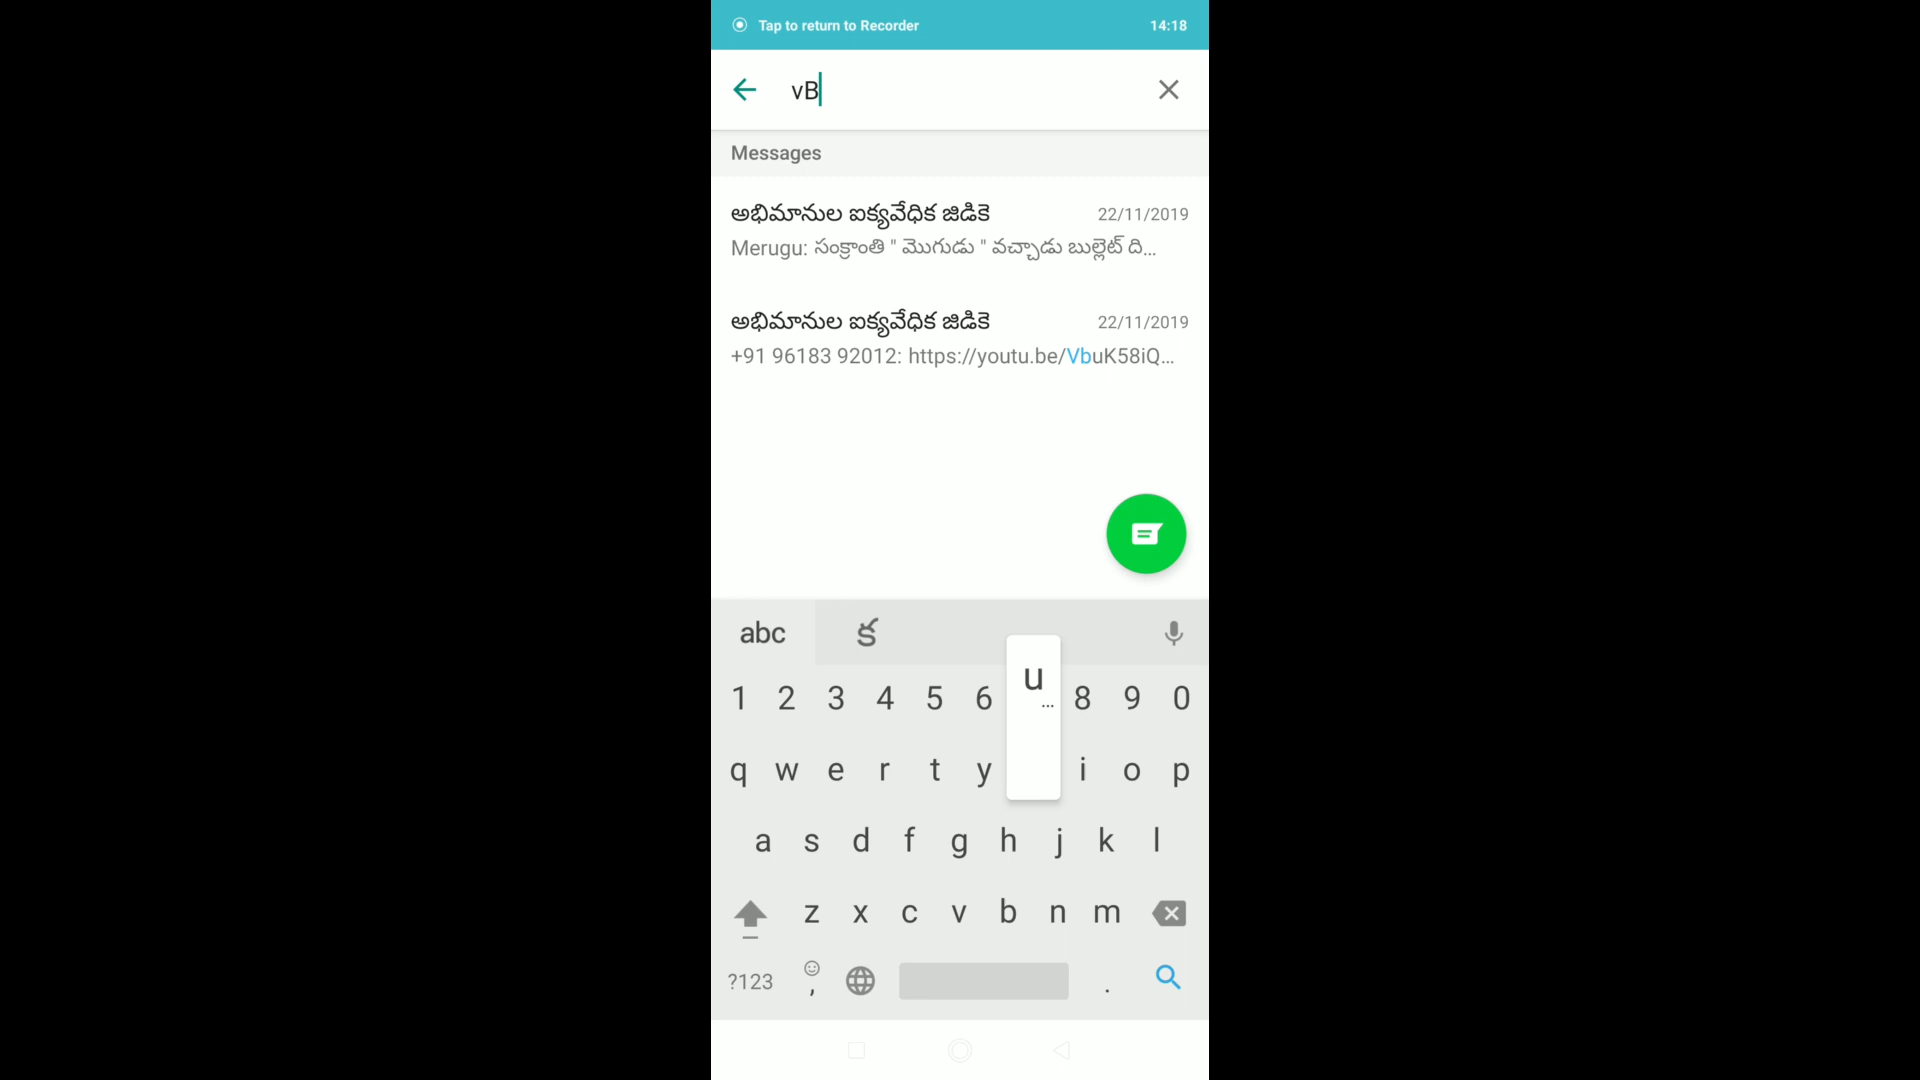 Tap to return to Recorder 14:18
vB
Messages
అభిమానుల ఐక్యవేధిక జిడికె 22/11/2019
Merugu: సంక్రాంతి " మొగుడు " వచ్చాడు బుల్లెట్ ది...
అభిమానుల ఐక్యవేధిక జిడికె 22/11/2019
+91 96183 92012: https://youtu.be/VbuK58iQ...
abc క
u
...
1 2 3 4 5 6 8 9 0
q w e r t y i o p
a s d f g h j k l
z x c v b n m
?123 , .